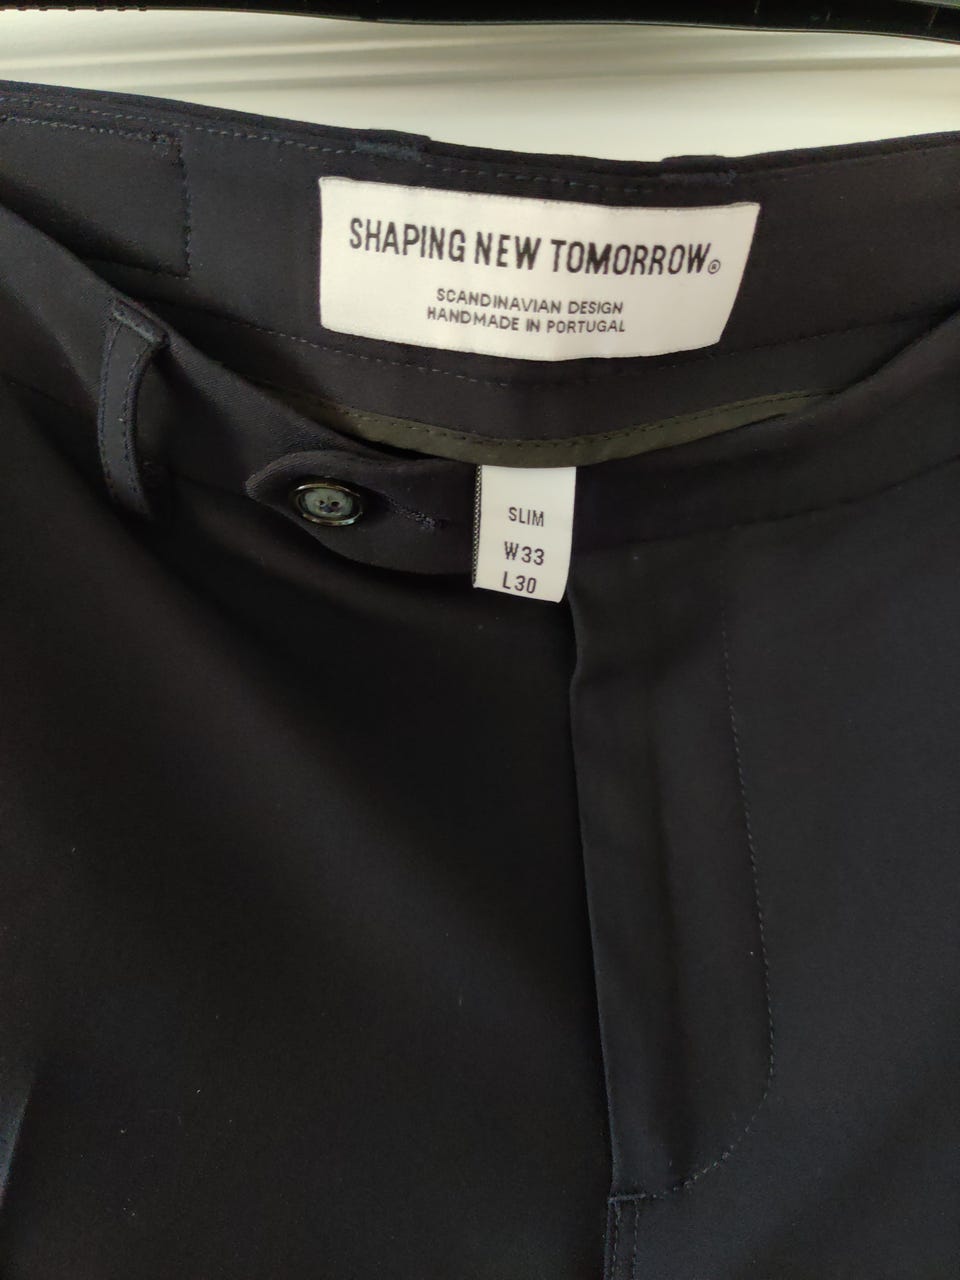 SHAPING NEW TOMORROW®
SCANDINAVIAN DESIGN
HANDMADE IN PORTUGAL
SLIM
W33
L30